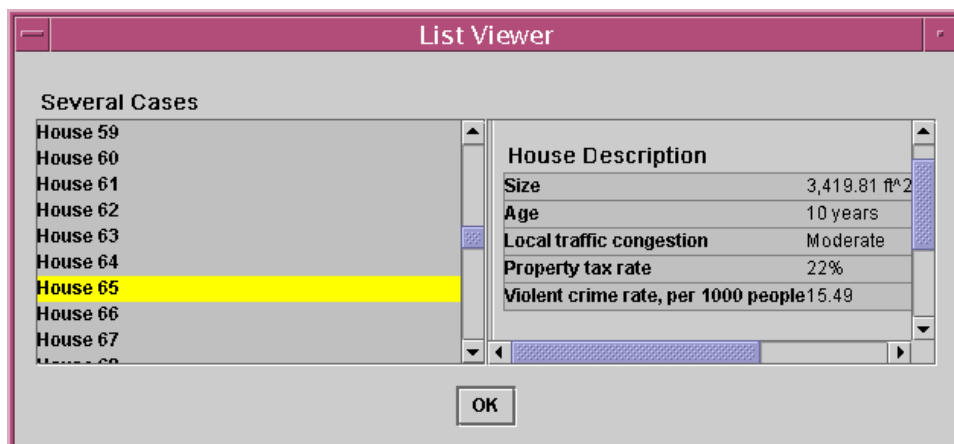 List Viewer
Several Cases
House 59
House 60
House 61
House 62
House 63
House 64
House 65
House 66
House 67
House Description
Size 3,419.81 ft^2
Age 10 years
Local traffic congestion Moderate
Property tax rate 22%
Violent crime rate, per 1000 people 15.49
OK